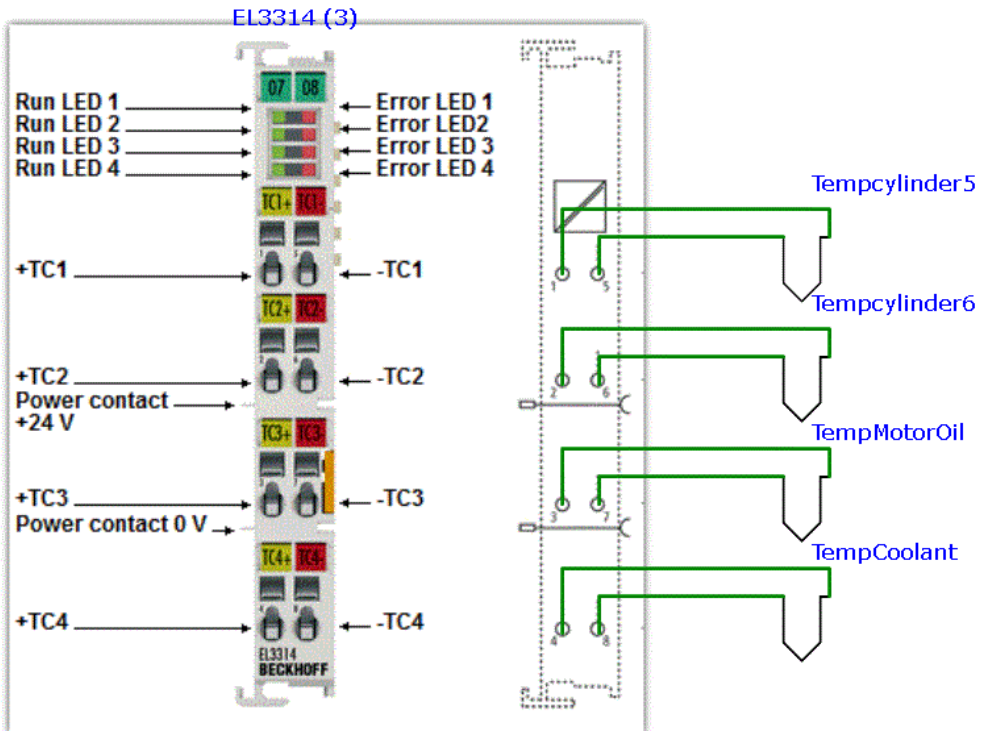 EL3314 (3)
07 08
Run LED 1
Error LED 1
Run LED 2
Error LED2
Run LED 3
Error LED 3
Run LED 4
Error LED 4
Tempcylinder5
TC1+ TC1-
+TC1
-TC1
1
5
Tempcylinder6
TC2+ TC2-
+TC2
-TC2
2
6
Power contact
+24 V
TempMotorOil
TC3+ TC3-
+TC3
-TC3
3
7
Power contact 0 V
TempCoolant
TC4+ TC4-
+TC4
-TC4
4
8
EL3314
BECKHOFF